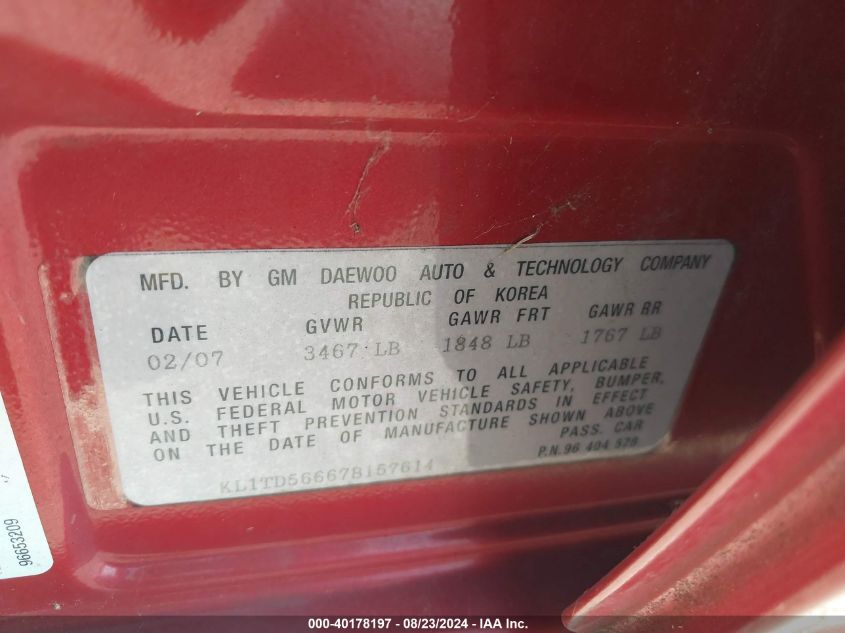 MFD. BY GM DAEWOO AUTO & TECHNOLOGY COMPANY
REPUBLIC OF KOREA
DATE GVWR GAWR FRT GAWR RR
02/07 3467 LB 1848 LB 1767 LB
THIS VEHICLE CONFORMS TO ALL APPLICABLE
U.S. FEDERAL MOTOR VEHICLE SAFETY, BUMPER,
AND THEFT PREVENTION STANDARDS IN EFFECT
ON THE DATE OF MANUFACTURE SHOWN ABOVE
PASS. CAR
P.N. 96 404 528
KL1TD56667B157614
96653209
000-40178197 - 08/23/2024 - IAA, Inc.